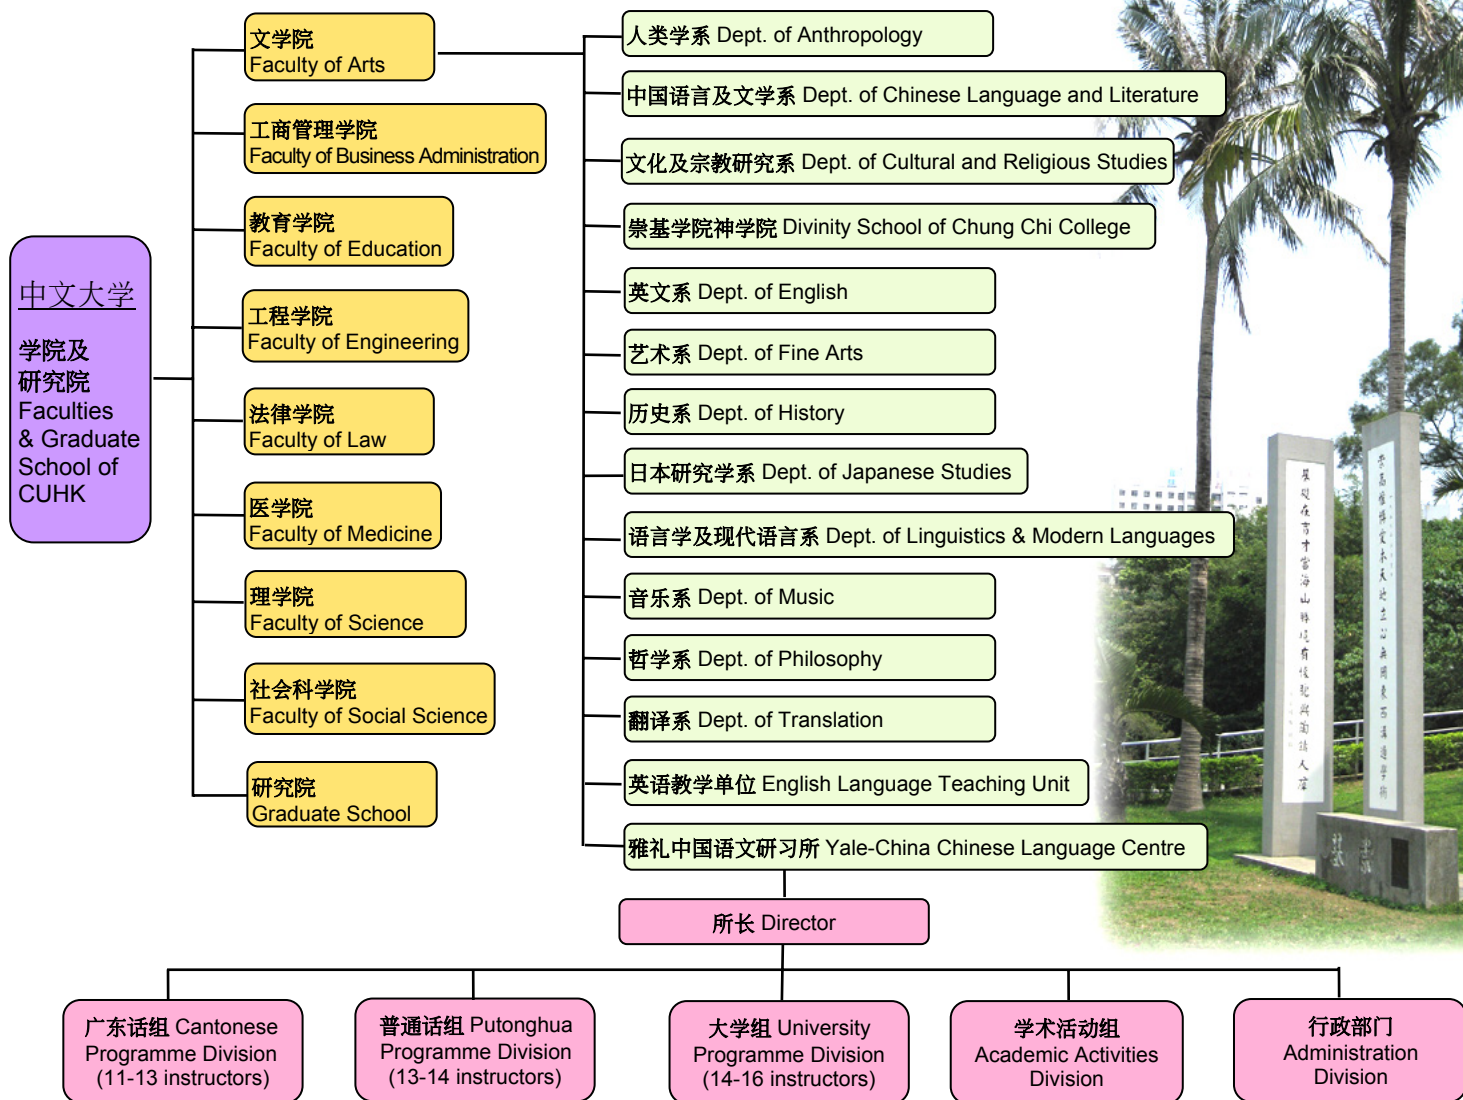 中文大学
学院及
研究院
Faculties
& Graduate
School of
CUHK
文学院
Faculty of Arts
工商管理学院
Faculty of Business Administration
教育学院
Faculty of Education
工程学院
Faculty of Engineering
法律学院
Faculty of Law
医学院
Faculty of Medicine
理学院
Faculty of Science
社会科学院
Faculty of Social Science
研究院
Graduate School
人类学系 Dept. of Anthropology
中国语言及文学系 Dept. of Chinese Language and Literature
文化及宗教研究系 Dept. of Cultural and Religious Studies
崇基学院神学院 Divinity School of Chung Chi College
英文系 Dept. of English
艺术系 Dept. of Fine Arts
历史系 Dept. of History
日本研究学系 Dept. of Japanese Studies
语言学及现代语言系 Dept. of Linguistics & Modern Languages
音乐系 Dept. of Music
哲学系 Dept. of Philosophy
翻译系 Dept. of Translation
英语教学单位 English Language Teaching Unit
雅礼中国语文研习所 Yale-China Chinese Language Centre
所长 Director
广东话组 Cantonese
Programme Division
(11-13 instructors)
普通话组 Putonghua
Programme Division
(13-14 instructors)
大学组 University
Programme Division
(14-16 instructors)
学术活动组
Academic Activities
Division
行政部门
Administration
Division